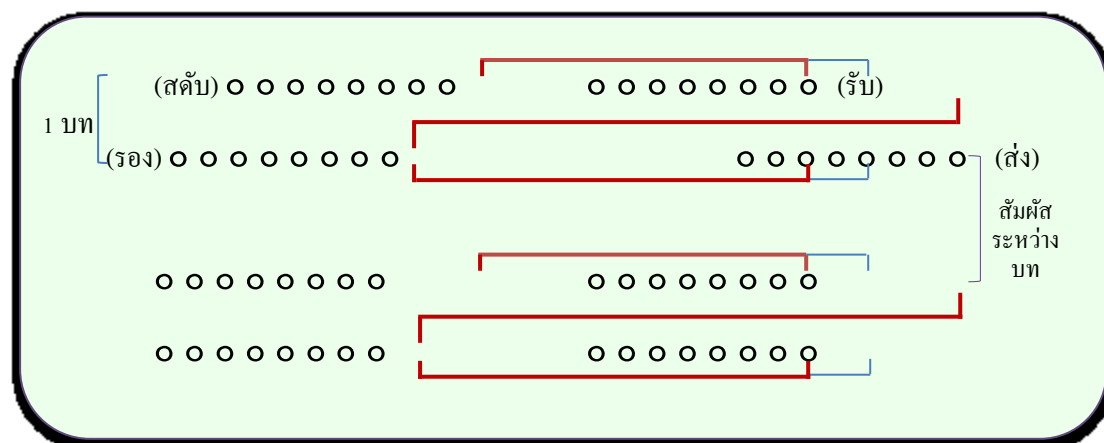 (สดับ) o o o o o o o o o o o o o o o o (รับ)
1 บท
(รอง) o o o o o o o o o o o o o o o o (ส่ง)
สัมผัส
ระหว่าง
บท
o o o o o o o o o o o o o o o o
o o o o o o o o o o o o o o o o